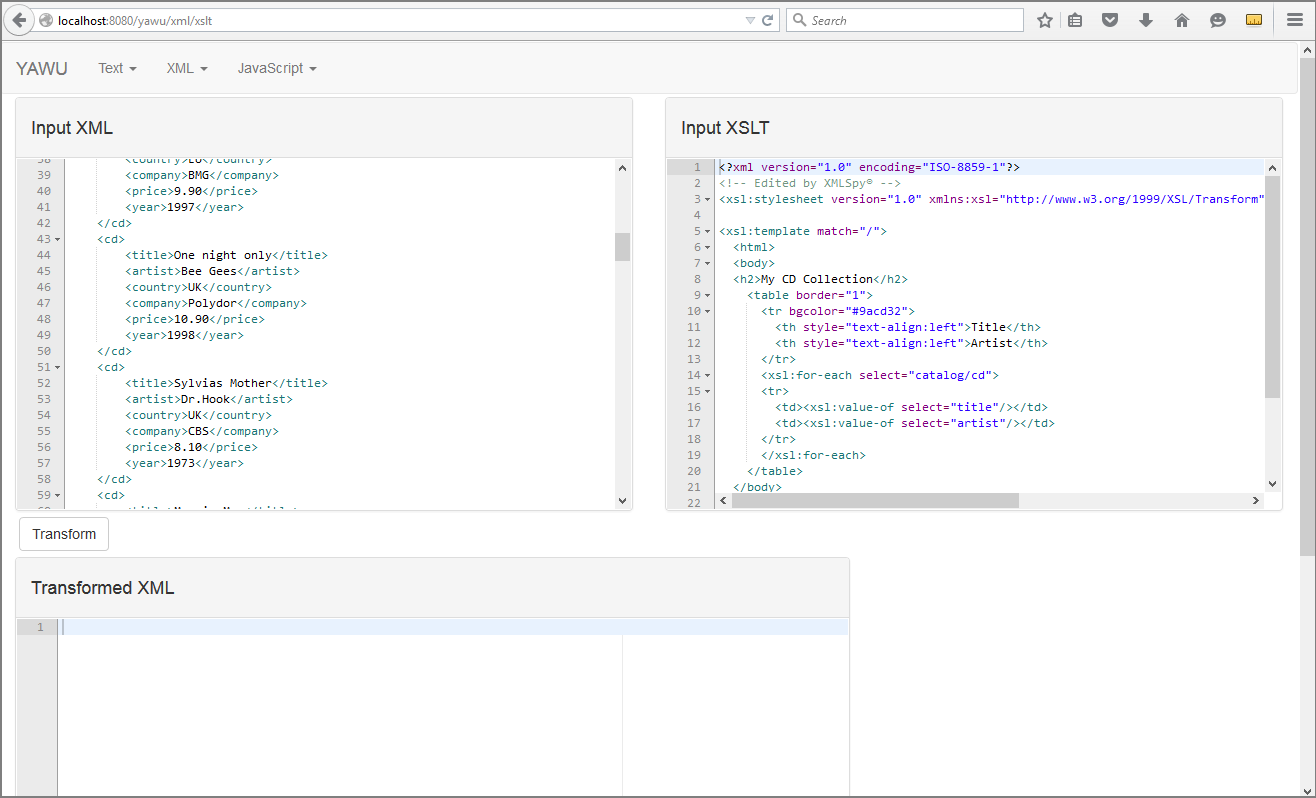 localhost:8080/yawu/xml/xslt
Search
YAWU Text XML JavaScript
Input XML
38 <country>EU</country>
39 <company>BMG</company>
40 <price>9.90</price>
41 <year>1997</year>
42 </cd>
43 <cd>
44 <title>One night only</title>
45 <artist>Bee Gees</artist>
46 <country>UK</country>
47 <company>Polydor</company>
48 <price>10.90</price>
49 <year>1998</year>
50 </cd>
51 <cd>
52 <title>Sylvias Mother</title>
53 <artist>Dr.Hook</artist>
54 <country>UK</country>
55 <company>CBS</company>
56 <price>8.10</price>
57 <year>1973</year>
58 </cd>
59 <cd>
Input XSLT
1 <?xml version="1.0" encoding="ISO-8859-1"?>
2 <!-- Edited by XMLSpy® -->
3 <xsl:stylesheet version="1.0" xmlns:xsl="http://www.w3.org/1999/XSL/Transform"
4
5 <xsl:template match="/">
6 <html>
7 <body>
8 <h2>My CD Collection</h2>
9 <table border="1">
10 <tr bgcolor="#9acd32">
11 <th style="text-align:left">Title</th>
12 <th style="text-align:left">Artist</th>
13 </tr>
14 <xsl:for-each select="catalog/cd">
15 <tr>
16 <td><xsl:value-of select="title"/></td>
17 <td><xsl:value-of select="artist"/></td>
18 </tr>
19 </xsl:for-each>
20 </table>
21 </body>
22
Transform
Transformed XML
1